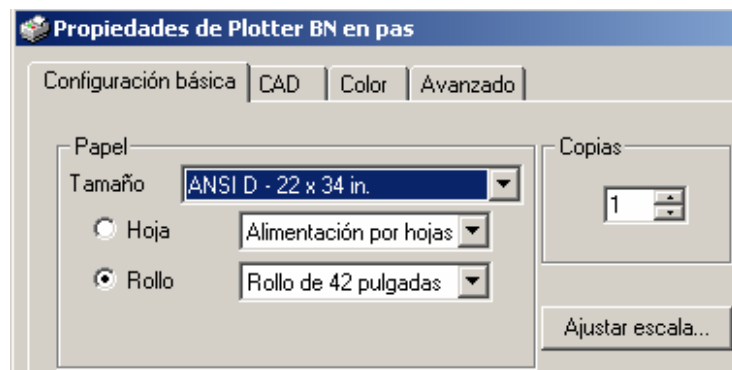 Propiedades de Plotter BN en pas
Configuración básica CAD Color Avanzado
Papel
Tamaño ANSI D - 22 x 34 in.
Hoja Alimentación por hojas
Rollo Rollo de 42 pulgadas
Copias
1
Ajustar escala...